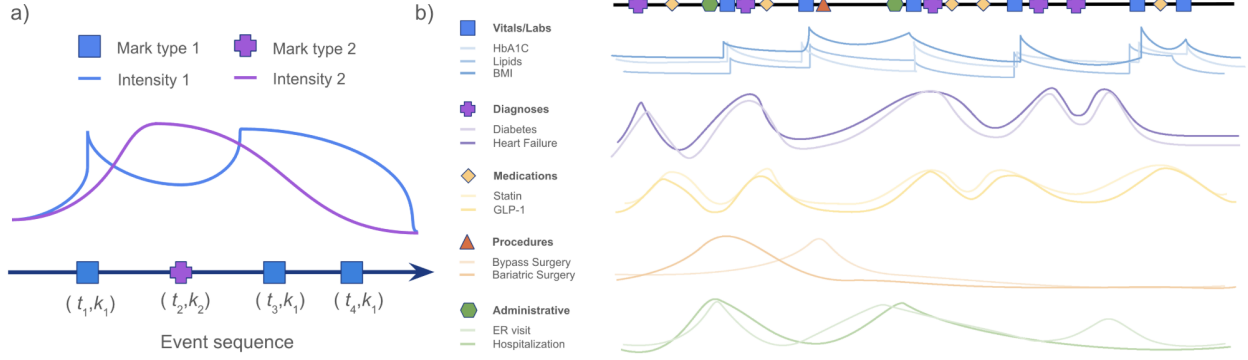 a)
Mark type 1
Mark type 2
Intensity 1
Intensity 2
(t₁,k₁)
(t₂,k₂)
(t₃,k₁)
(t₄,k₁)
Event sequence
b)
Vitals/Labs
HbA1C
Lipids
BMI
Diagnoses
Diabetes
Heart Failure
Medications
Statin
GLP-1
Procedures
Bypass Surgery
Bariatric Surgery
Administrative
ER visit
Hospitalization